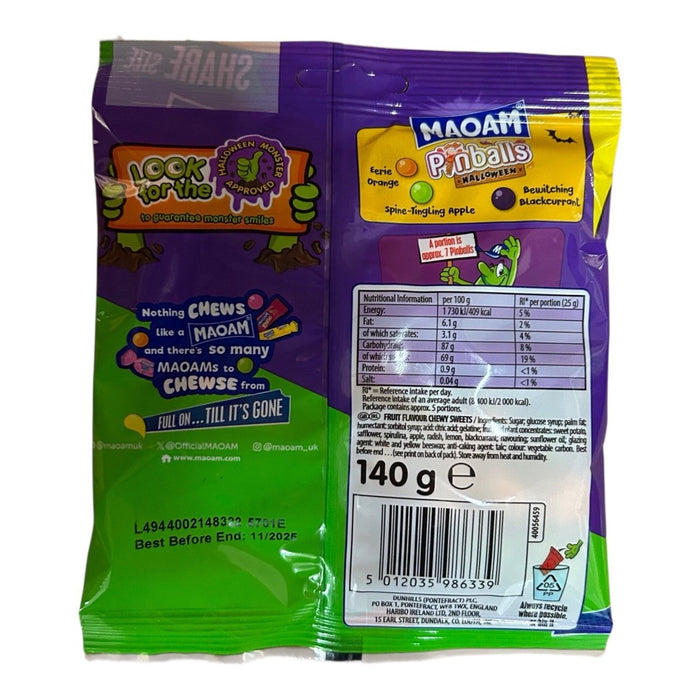 SHARE SIZE
LOOK
for the
HALLOWEEN MONSTER
APPROVED
to guarantee monster smiles
Nothing CHEWS
like a MAOAM
and there's so many
MAOAMs to
CHEWSE from
FULL ON...TILL IT'S GONE
@maoamuk X @OfficialMAOAM @maoam_uk
www.maoam.com
L4944002148332 5701E
Best Before End: 11/2025
MAOAM
Pinballs
HALLOWEEN
Eerie
Orange
Spine-Tingling Apple
Bewitching
Blackcurrant
A portion is
approx. 7 Pinballs
Nutritional Information per 100 g RI* per portion (25 g)
Energy: 1 730 kJ/409 kcal 5 %
Fat: 6.1 g 2 %
of which saturates: 3.1 g 4 %
Carbohydrate: 87 g 8 %
of which 69 g 19 %
Protein: 0.9 g <1 %
Salt: 0.04 g <1 %
RI* = Reference intake per day.
Reference intake of an average adult (8 400 kJ/2 000 kcal).
Package contains approx. 5 portions.
FRUIT FLAVOUR CHEWY SWEETS / Ingredients: Sugar; glucose syrup; palm fat;
humectant: sorbitol syrup; acid: citric acid; gelatine; fruit and plant concentrates: sweet potato,
safflower, spirulina, apple, radish, lemon, blackcurrant; flavouring; sunflower oil; glazing
agent: white and yellow beeswax; anti-caking agent: talc; colour: vegetable carbon. Best
before end ... (see print on back of pack). Store away from heat and humidity.
140 g ℮
40056459
5 012035 986339
05
PP
Always recycle
where possible.
DUNHILLS (PONTEFRACT) PLC,
PO BOX 1, PONTEFRACT, WF8 1WX, ENGLAND
HARIBO IRELAND LTD, 2ND FLOOR,
15 EARL STREET, DUNDALK, CO. LOUTH,